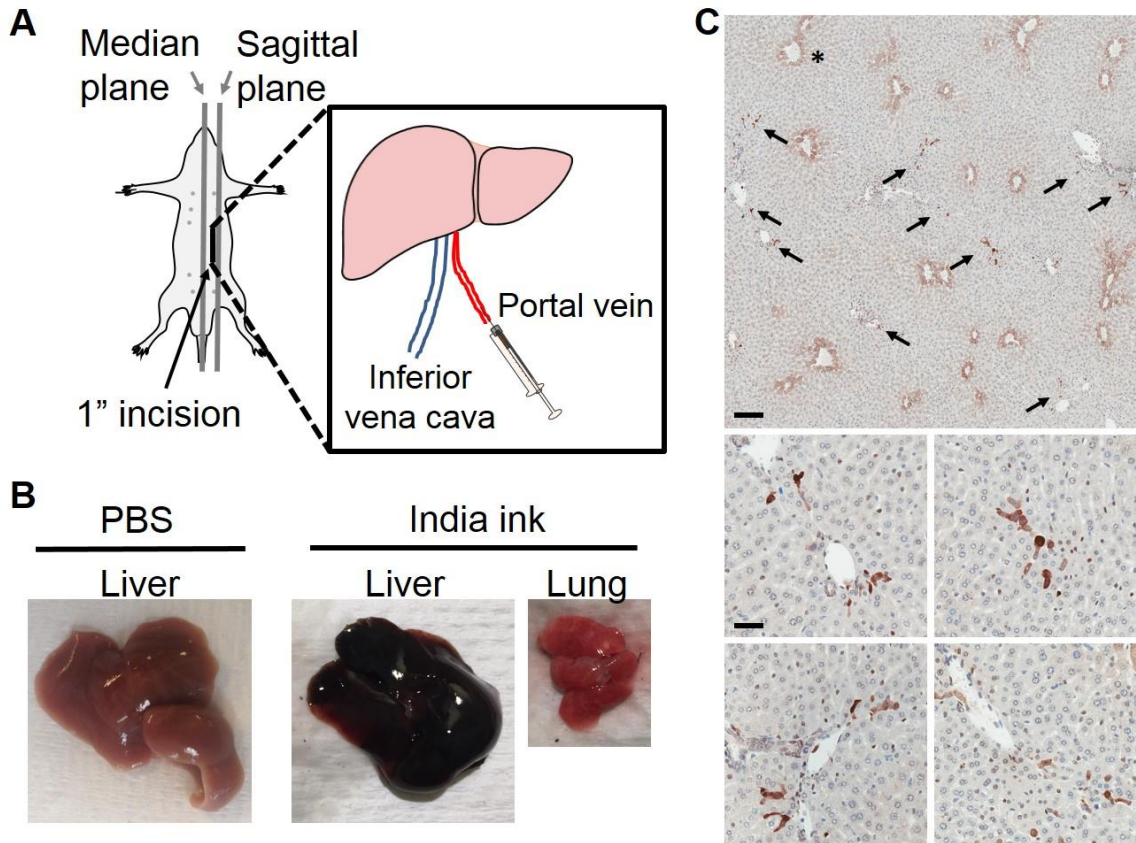 A
Median
plane
Sagittal
plane
1” incision
Portal vein
Inferior
vena cava
B
PBS
India ink
Liver
Liver
Lung
C
*